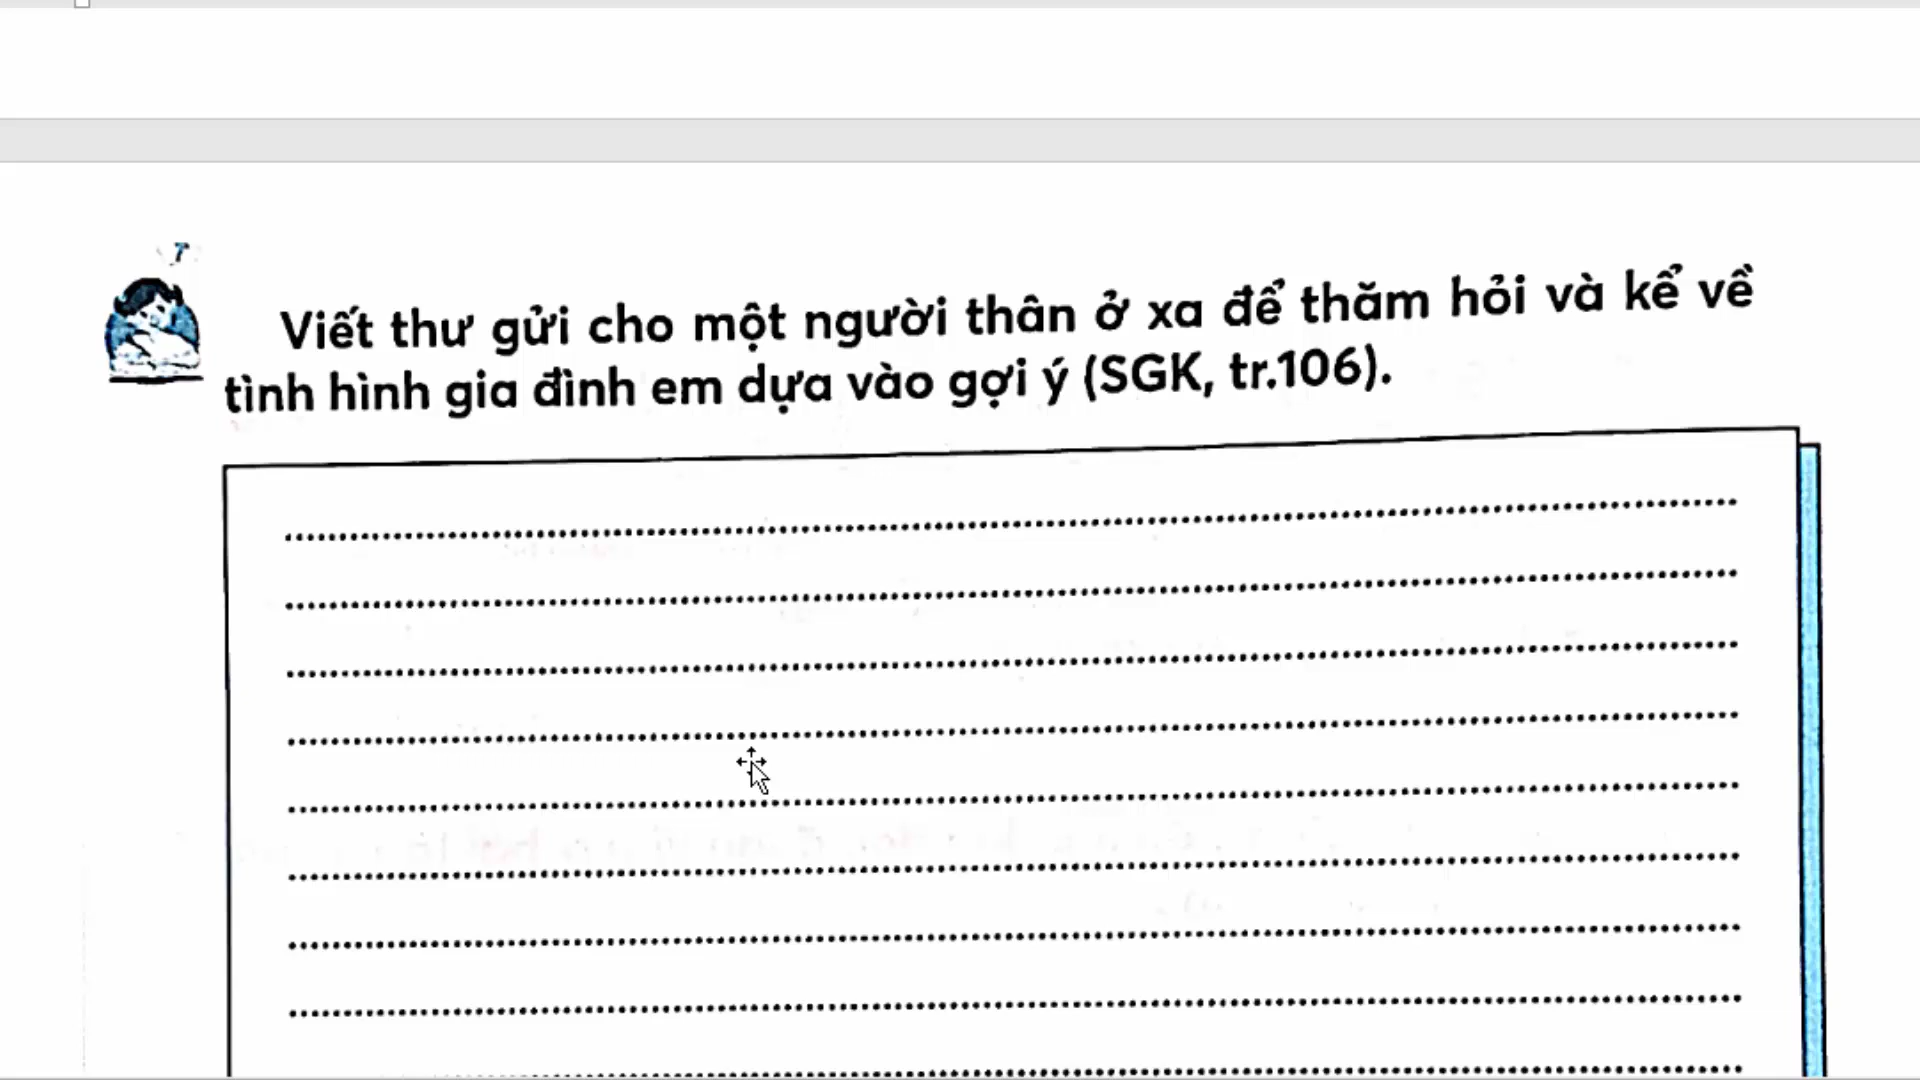 Viết thư gửi cho một người thân ở xa để thăm hỏi và kể về
tình hình gia đình em dựa vào gợi ý (SGK, tr.106).